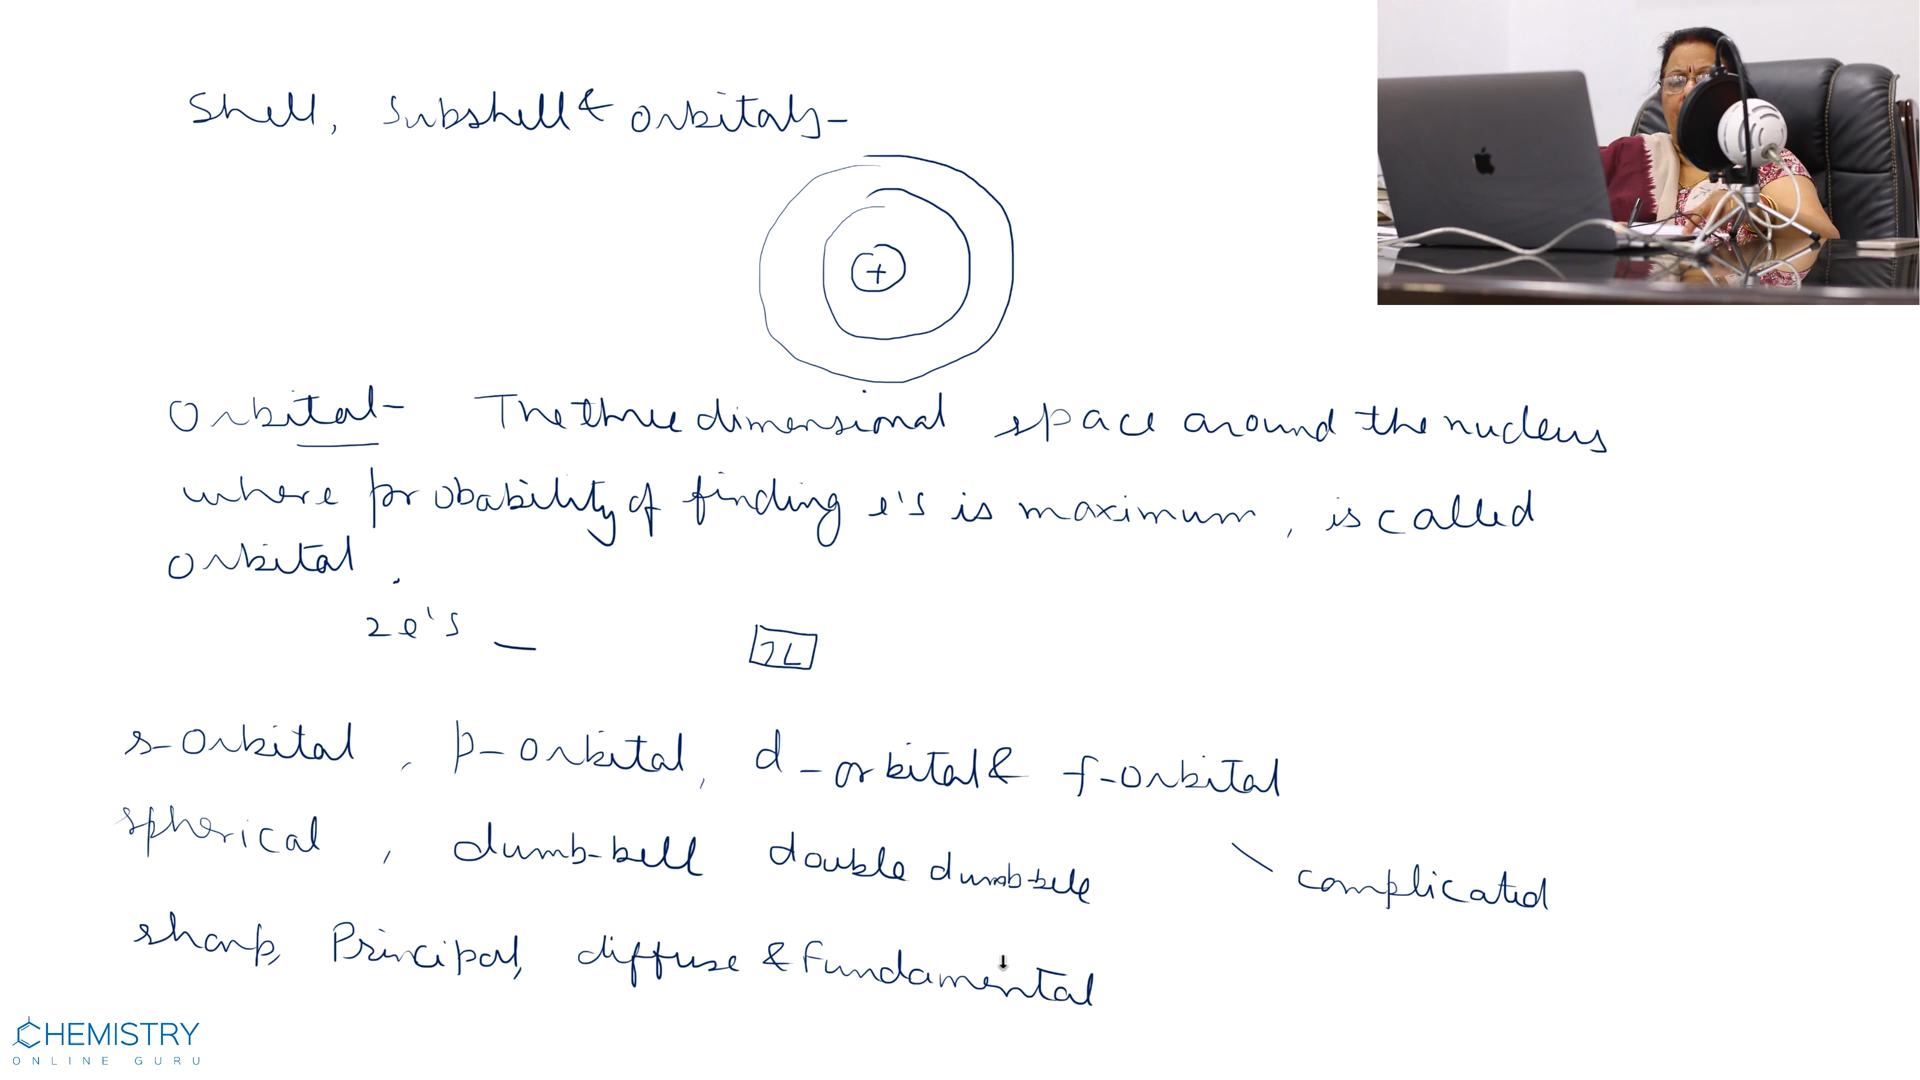 Shell, Subshell & orbitals-
+
Orbital- The three dimensional space around the nucleus
where probability of finding e's is maximum, is called
orbital.
2e's —
s-orbital, p-orbital, d-orbital & f-orbital
spherical, dumb-bell double dumb-bell complicated
sharp, Principal, diffuse & Fundamental
CHEMISTRY
ONLINE GURU